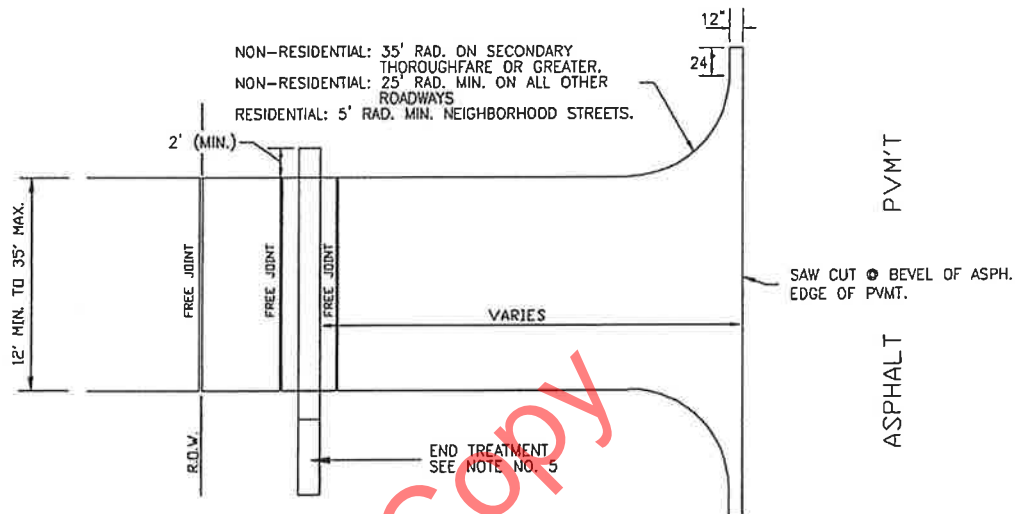 12"
24"
NON-RESIDENTIAL: 35' RAD. ON SECONDARY
THOROUGHFARE OR GREATER.
NON-RESIDENTIAL: 25' RAD. MIN. ON ALL OTHER
ROADWAYS
RESIDENTIAL: 5' RAD. MIN. NEIGHBORHOOD STREETS.
2' (MIN.)
12' MIN. TO 35' MAX.
FREE JOINT
FREE JOINT
FREE JOINT
VARIES
PVM'T
SAW CUT @ BEVEL OF ASPH.
EDGE OF PVMT.
ASPHALT
R.O.W.
END TREATMENT
SEE NOTE NO. 5
Copy